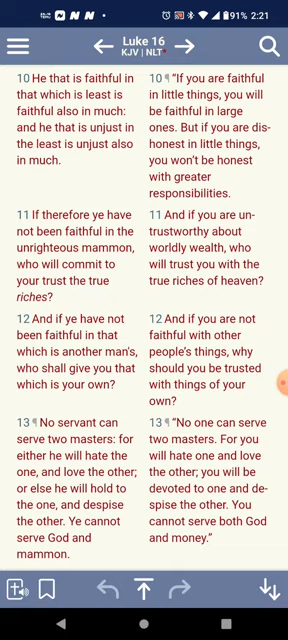 91% 2:21
Luke 16
KJV | NLT*
10 He that is faithful in
that which is least is
faithful also in much:
and he that is unjust in
the least is unjust also
in much.
11 If therefore ye have
not been faithful in the
unrighteous mammon,
who will commit to
your trust the true
riches?
12 And if ye have not
been faithful in that
which is another man's,
who shall give you that
which is your own?
13 ¶ No servant can
serve two masters: for
either he will hate the
one, and love the other;
or else he will hold to
the one, and despise
the other. Ye cannot
serve God and
mammon.
10 ¶ “If you are faithful
in little things, you will
be faithful in large
ones. But if you are dis-
honest in little things,
you won’t be honest
with greater
responsibilities.
11 And if you are un-
trustworthy about
worldly wealth, who
will trust you with the
true riches of heaven?
12 And if you are not
faithful with other
people’s things, why
should you be trusted
with things of your
own?
13 ¶ “No one can serve
two masters. For you
will hate one and love
the other; you will be
devoted to one and de-
spise the other. You
cannot serve both God
and money.”